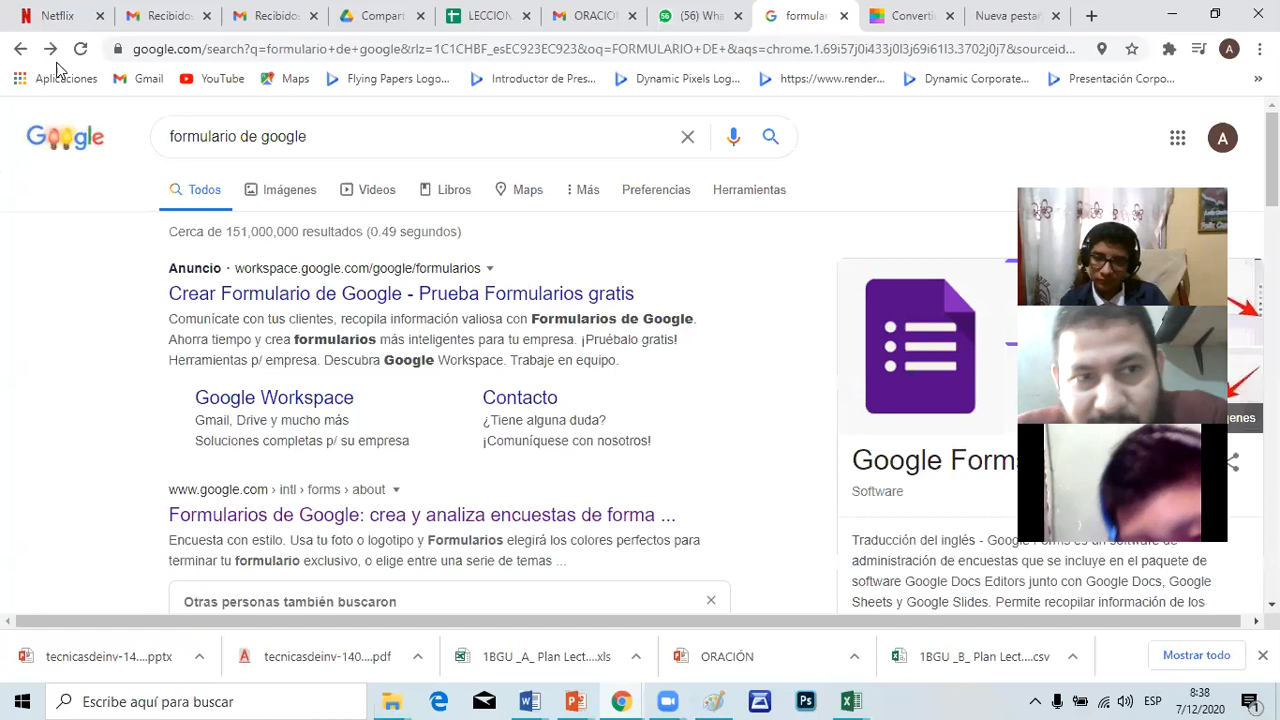 Netflix
Recibido
Recibidos
Compart
LECCION
ORACIÓN
(56) Wha
formular
Converti
Nueva pestañ
google.com/search?q=formulario+de+google&rlz=1C1CHBF_esEC923EC923&oq=FORMULARIO+DE+&aqs=chrome.1.69i57j0i433j0l3j69i61l3.3702j0j7&sourceid...
A
Aplicaciones
Gmail
YouTube
Maps
Flying Papers Logo...
Introductor de Pres...
Dynamic Pixels Log...
https://www.render...
Dynamic Corporate...
Presentación Corpo...
Google
formulario de google
A
Todos
Imágenes
Videos
Libros
Maps
Más
Preferencias
Herramientas
Cerca de 151,000,000 resultados (0.49 segundos)
Anuncio · workspace.google.com/google/formularios
Crear Formulario de Google - Prueba Formularios gratis
Comunícate con tus clientes, recopila información valiosa con Formularios de Google.
Ahorra tiempo y crea formularios más inteligentes para tu empresa. ¡Pruébalo gratis!
Herramientas p/ empresa. Descubra Google Workspace. Trabaje en equipo.
Google Workspace
Gmail, Drive y mucho más
Soluciones completas p/ su empresa
Contacto
¿Tiene alguna duda?
¡Comuníquese con nosotros!
www.google.com › intl › forms › about
Formularios de Google: crea y analiza encuestas de forma ...
Encuesta con estilo. Usa tu foto o logotipo y Formularios elegirá los colores perfectos para
terminar tu formulario exclusivo, o elige entre una serie de temas ...
Otras personas también buscaron
genes
Google Forms
Software
Traducción del inglés - Google Forms es un software de
administración de encuestas que se incluye en el paquete de
software Google Docs Editors junto con Google Docs, Google
Sheets y Google Slides. Permite recopilar información de los
tecnicasdeinv-14....pptx
tecnicasdeinv-140....pdf
1BGU _A_ Plan Lect....xls
ORACIÓN
1BGU _B_ Plan Lect....csv
Mostrar todo
Escribe aquí para buscar
ESP
8:38
7/12/2020
1